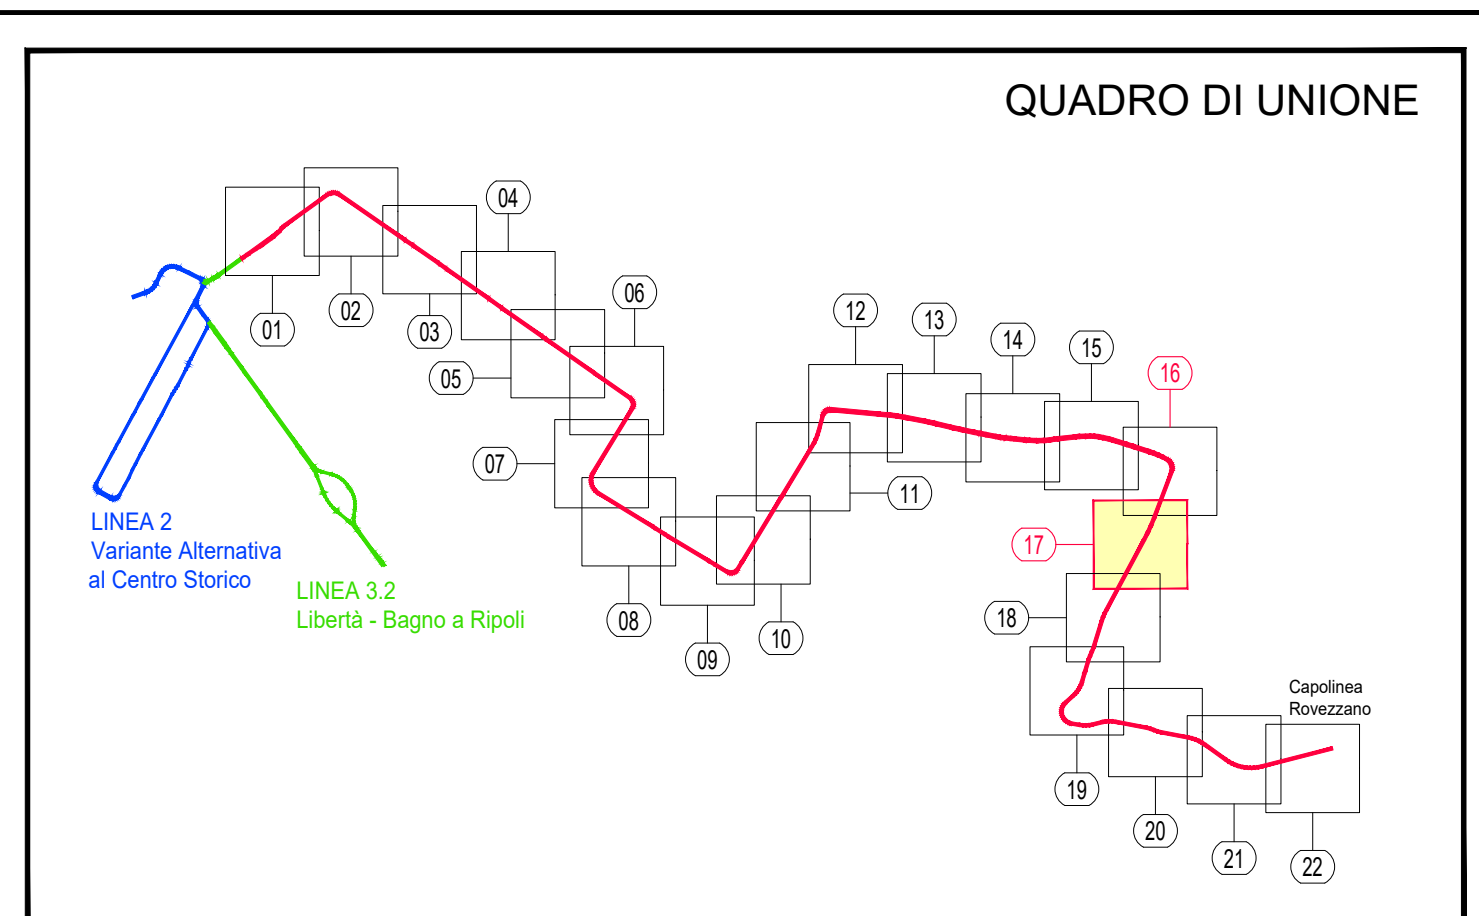 QUADRO DI UNIONE
04
06
01
02
03
12
13
14
15
16
05
07
11
17
LINEA 2
Variante Alternativa
al Centro Storico
LINEA 3.2
Libertà - Bagno a Ripoli
08
09
10
18
Capolinea
Rovezzano
19
20
21
22